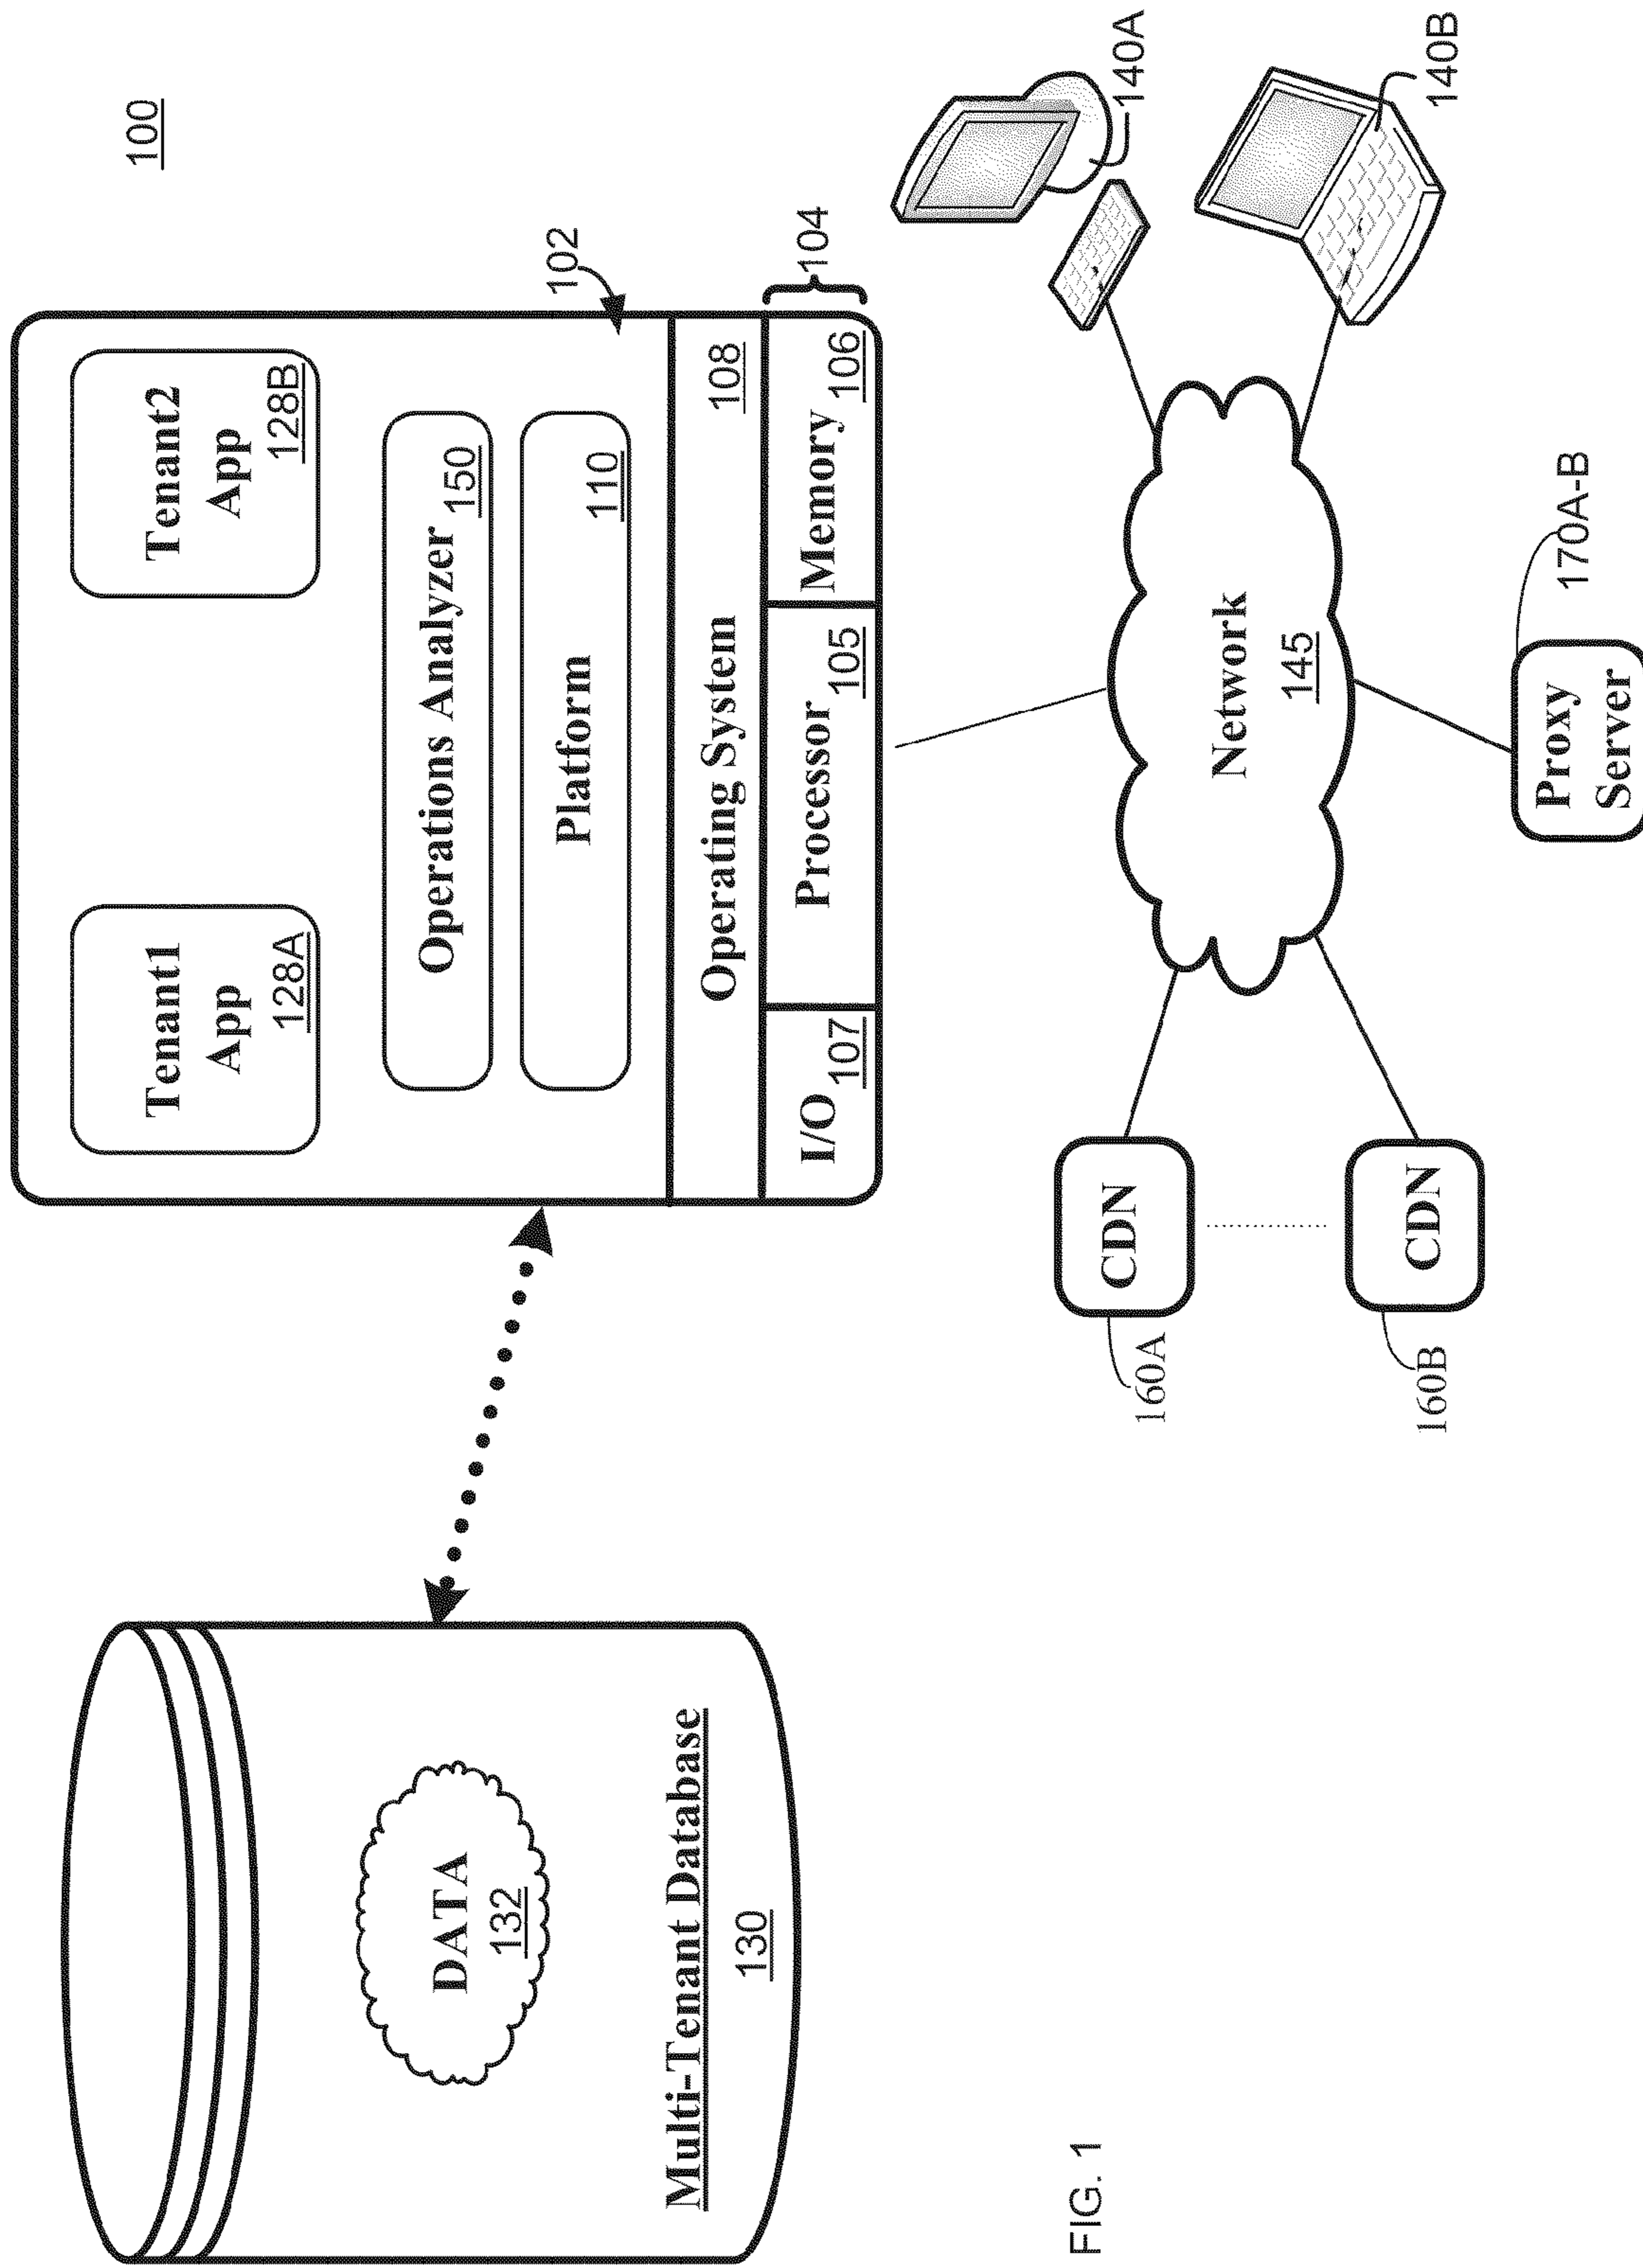 100
Tenant1
App
128A
Tenant2
App
128B
Operations Analyzer
150
Platform
110
102
Operating System
108
I/O
107
Processor
105
Memory
106
104
DATA
132
Multi-Tenant Database
130
140A
140B
Network
145
CDN
160A
CDN
160B
Proxy
Server
170A-B
FIG. 1